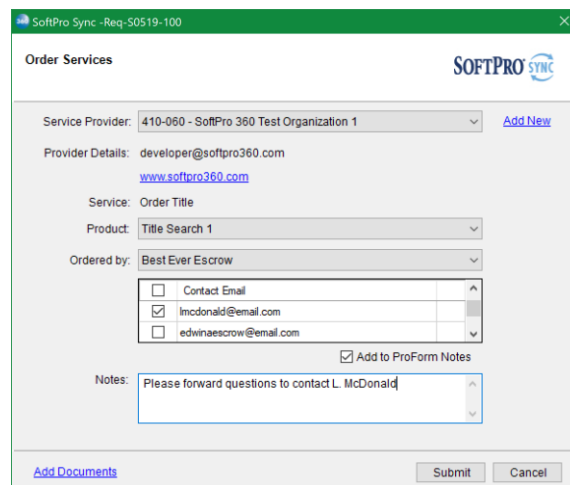 SoftPro Sync -Req-S0519-100
Order Services
SOFTPRO SYNC
Service Provider: 410-060 - SoftPro 360 Test Organization 1 Add New
Provider Details: developer@softpro360.com
www.softpro360.com
Service: Order Title
Product: Title Search 1
Ordered by: Best Ever Escrow
Contact Email
lmcdonald@email.com
edwinaescrow@email.com
Add to ProForm Notes
Notes: Please forward questions to contact L. McDonald
Add Documents Submit Cancel